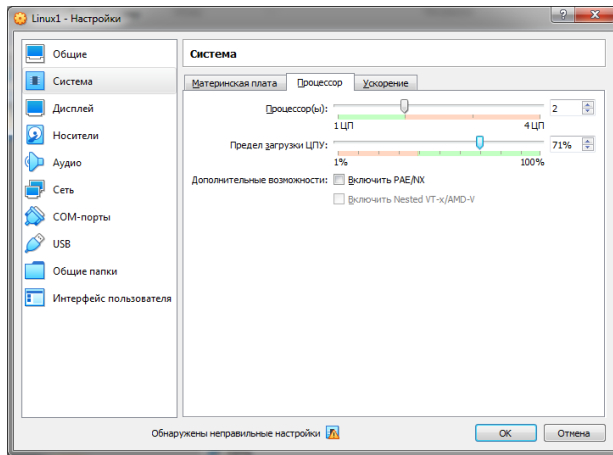 Linux1 - Настройки
Общие
Система
Дисплей
Носители
Аудио
Сеть
COM-порты
USB
Общие папки
Интерфейс пользователя
Система
Материнская плата Процессор Ускорение
Процессор(ы): 2
1 ЦП 4 ЦП
Предел загрузки ЦПУ: 71%
1% 100%
Дополнительные возможности: Включить PAE/NX
Включить Nested VT-x/AMD-V
Обнаружены неправильные настройки OK Отмена